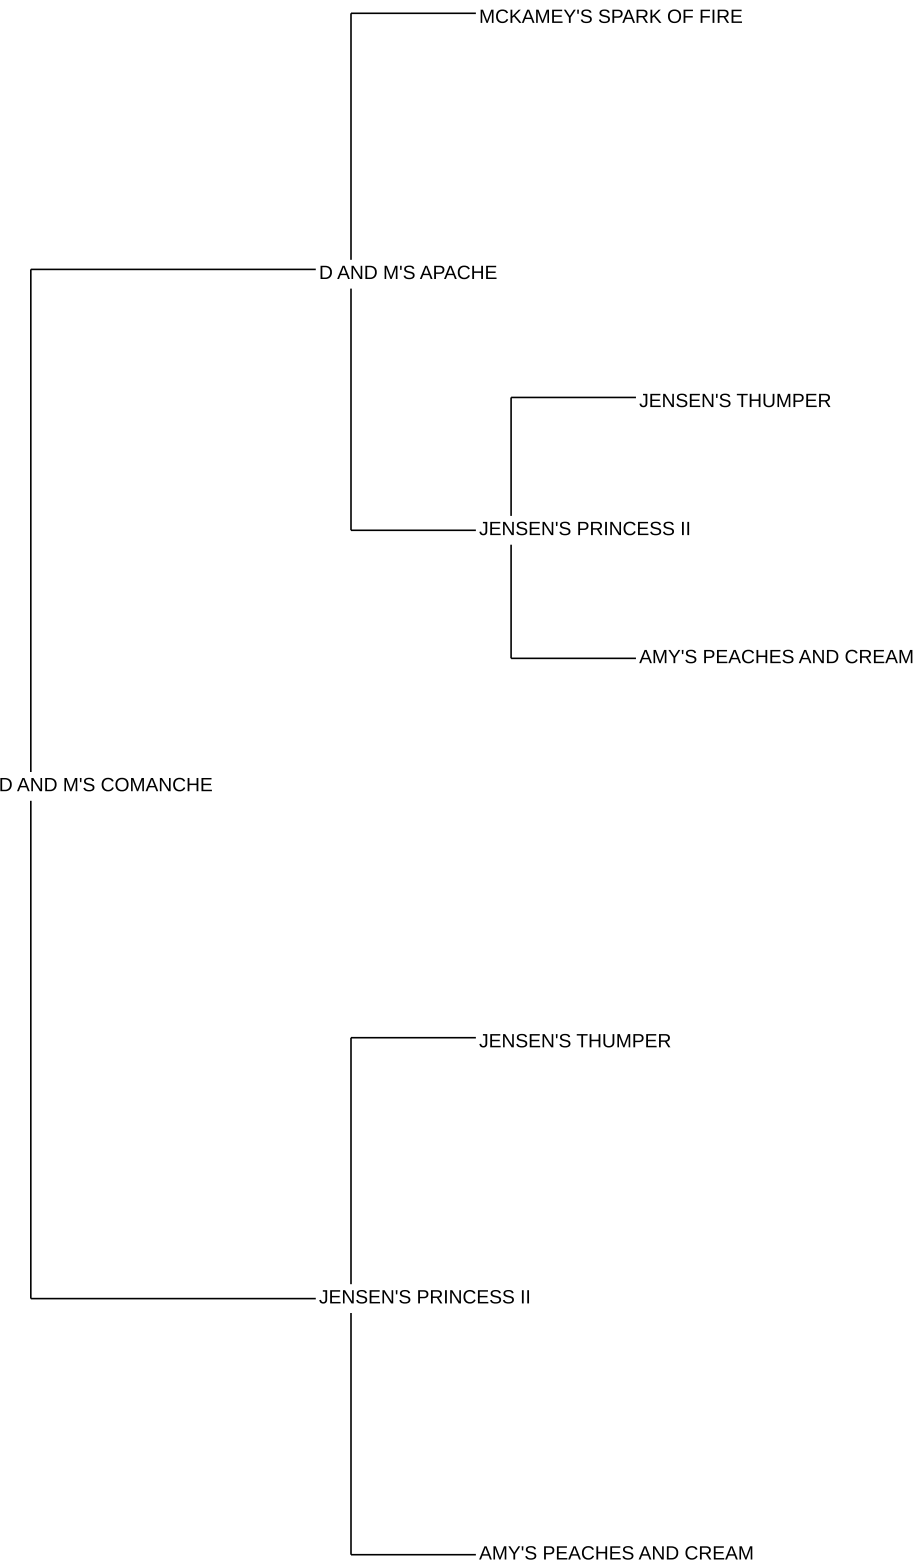 MCKAMEY'S SPARK OF FIRE
D AND M'S APACHE
JENSEN'S THUMPER
JENSEN'S PRINCESS II
AMY'S PEACHES AND CREAM
D AND M'S COMANCHE
JENSEN'S THUMPER
JENSEN'S PRINCESS II
AMY'S PEACHES AND CREAM